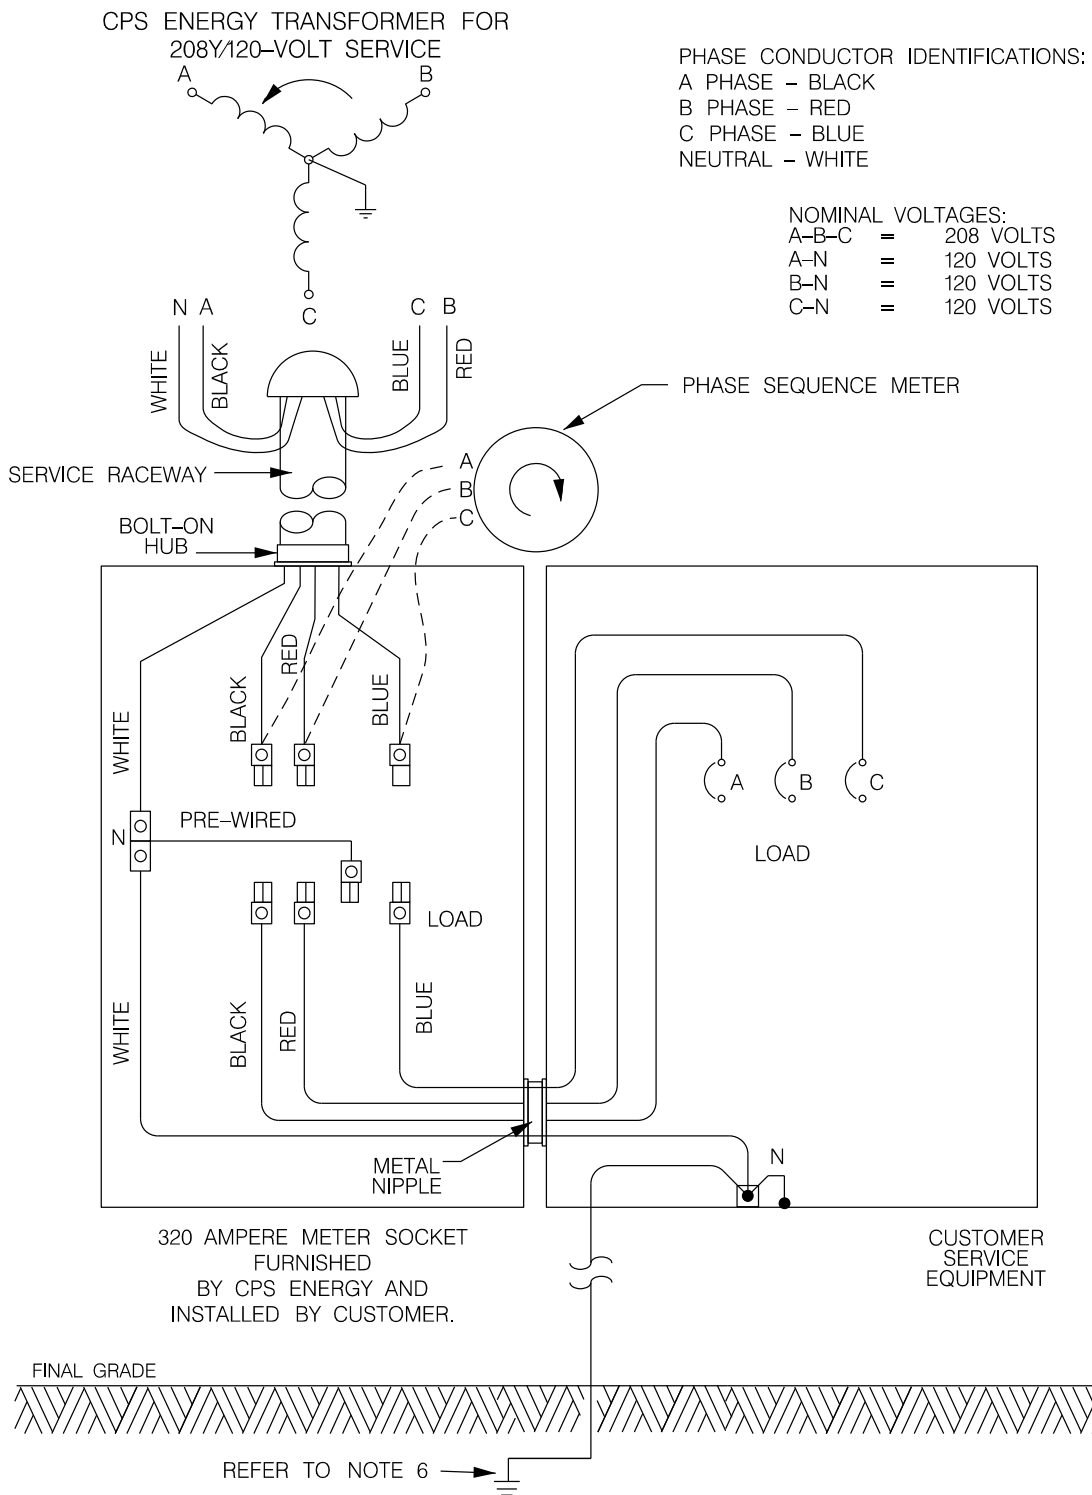 CPS ENERGY TRANSFORMER FOR
208Y/120-VOLT SERVICE
A
B
C
PHASE CONDUCTOR IDENTIFICATIONS:
A PHASE - BLACK
B PHASE - RED
C PHASE - BLUE
NEUTRAL - WHITE
NOMINAL VOLTAGES:
A-B-C = 208 VOLTS
A-N = 120 VOLTS
B-N = 120 VOLTS
C-N = 120 VOLTS
N A
C B
WHITE
BLACK
BLUE
RED
PHASE SEQUENCE METER
A
B
C
SERVICE RACEWAY
BOLT-ON
HUB
WHITE
BLACK
RED
BLUE
A
B
C
LOAD
N
PRE-WIRED
LOAD
WHITE
BLACK
RED
BLUE
METAL
NIPPLE
N
320 AMPERE METER SOCKET
FURNISHED
BY CPS ENERGY AND
INSTALLED BY CUSTOMER.
CUSTOMER
SERVICE
EQUIPMENT
FINAL GRADE
REFER TO NOTE 6